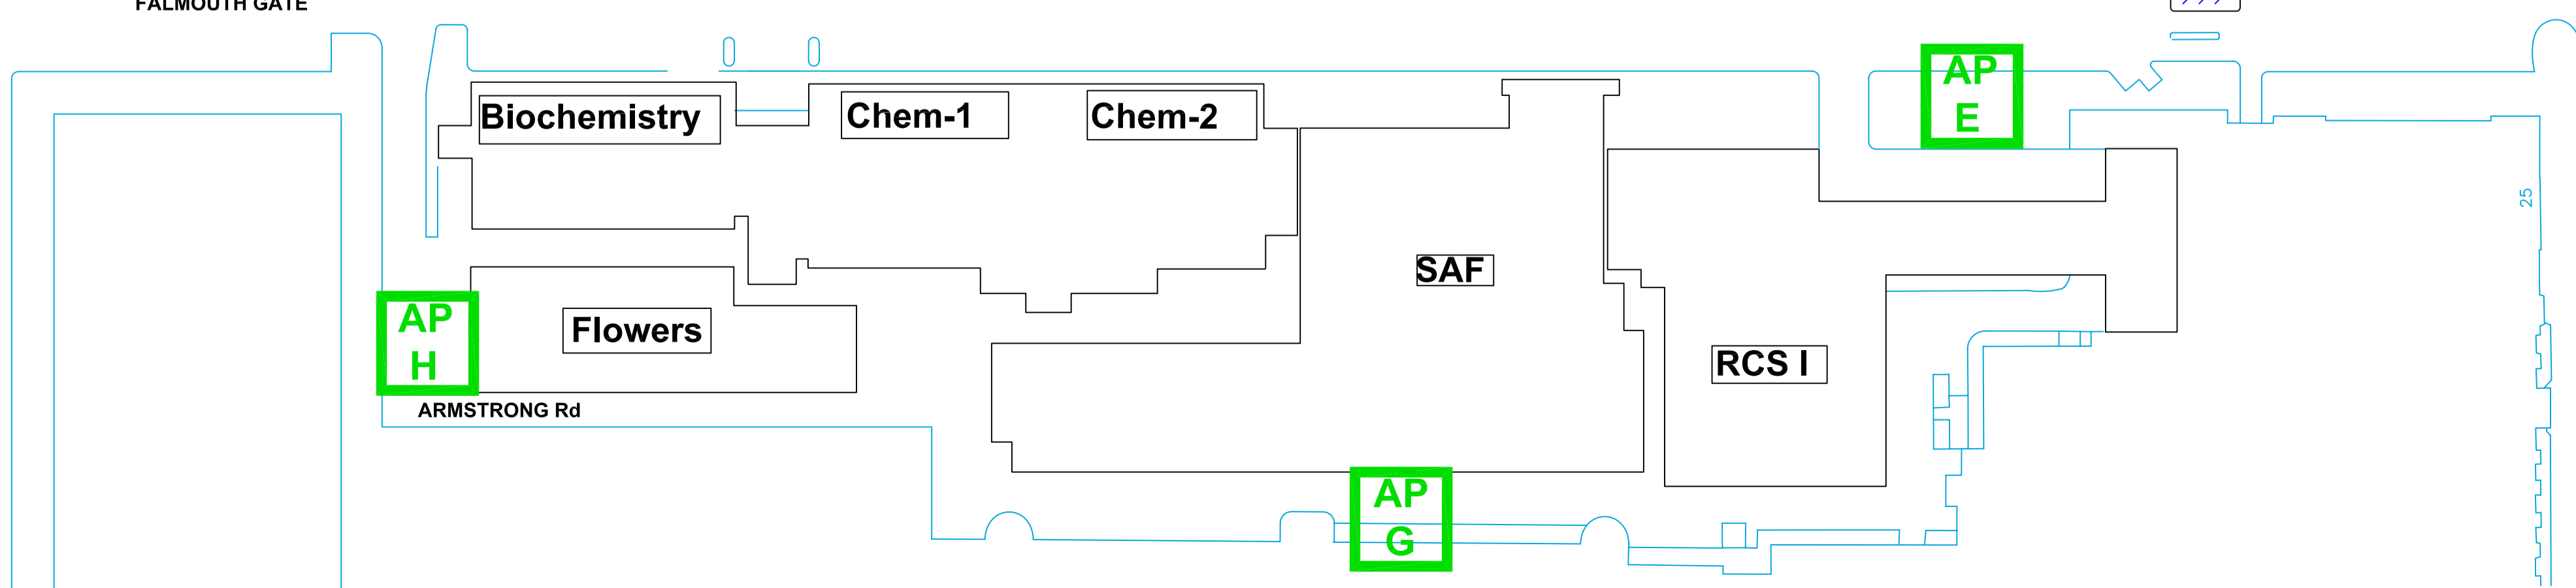 FALMOUTH GATE
AP
E
Biochemistry
Chem-1
Chem-2
25
SAF
AP
H
Flowers
RCS I
ARMSTRONG Rd
AP
G